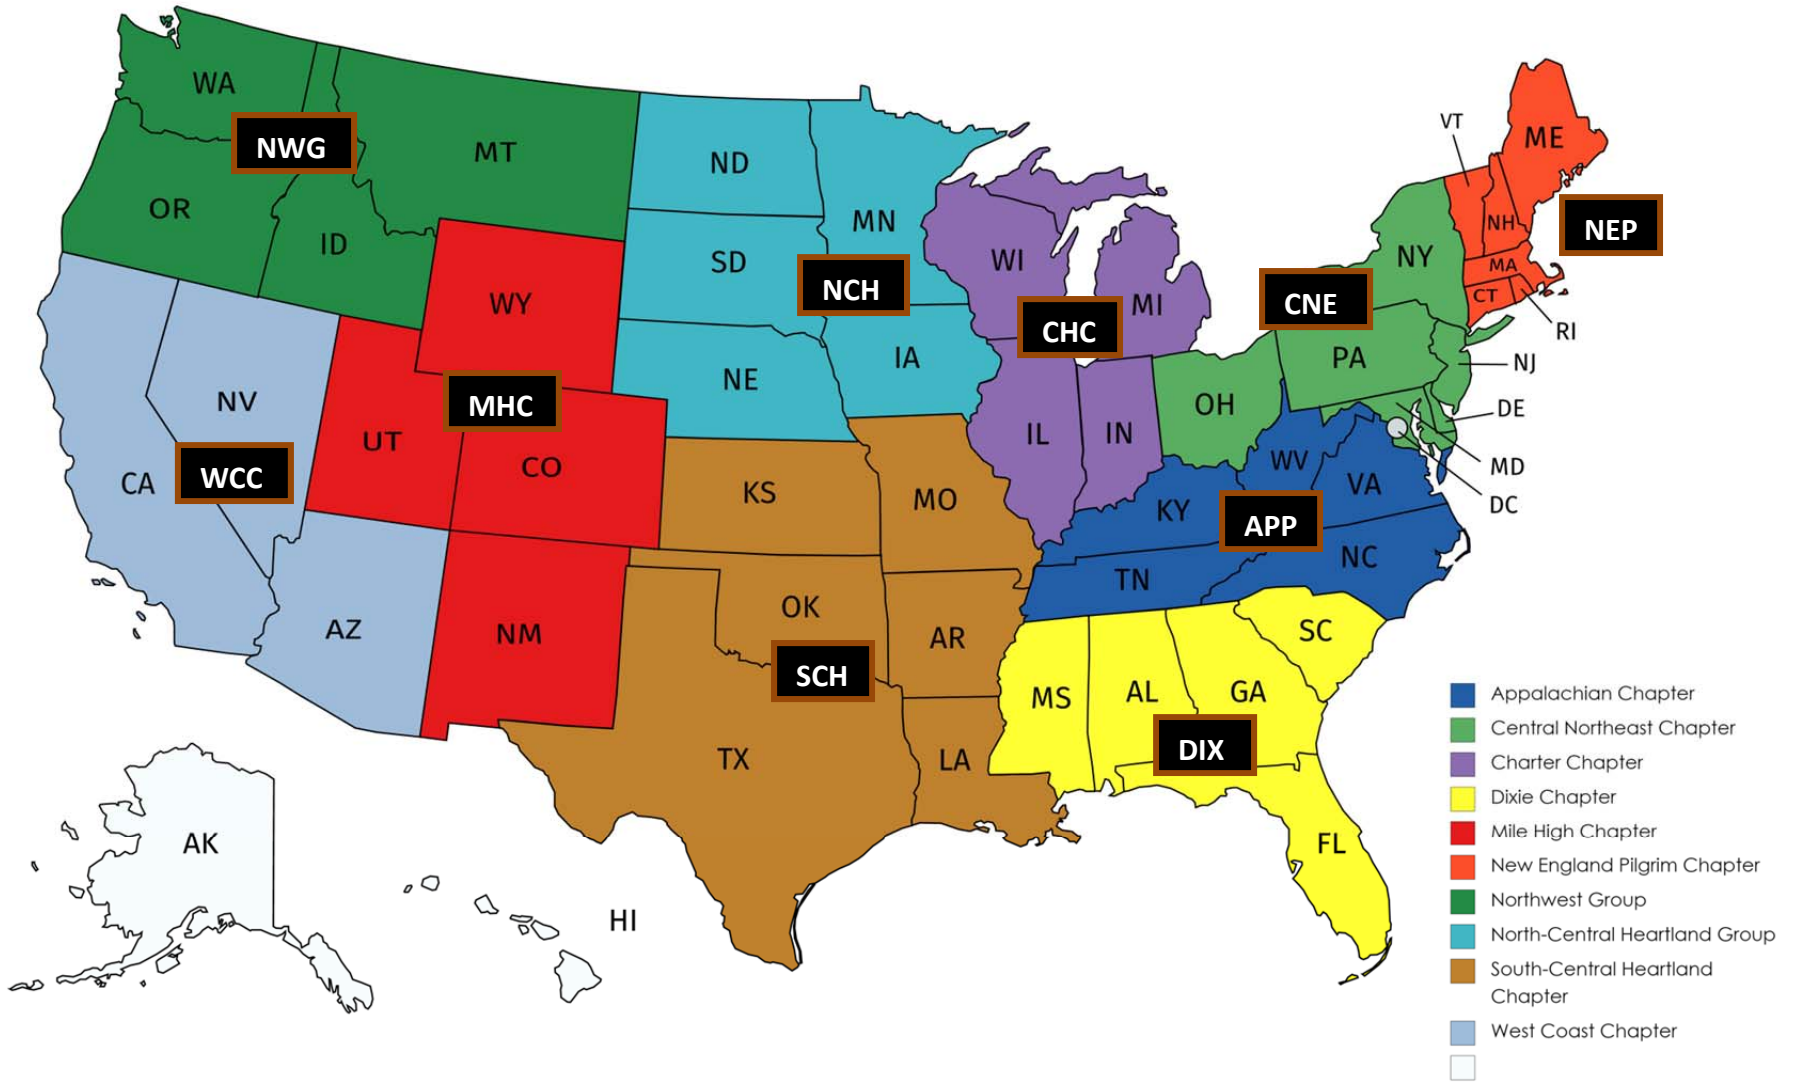 WA
NWG
MT
OR
ID
ND
MN
SD
NCH
WY
NE
IA
MHC
NV
UT
CO
WCC
CA
AZ
NM
KS
MO
OK
AR
SCH
TX
LA
WI
MI
CHC
IL
IN
VT
ME
NH
NEP
NY
MA
CT
RI
CNE
PA
NJ
OH
DE
MD
DC
WV
VA
KY
APP
NC
TN
SC
MS
AL
GA
DIX
FL
AK
HI
Appalachian Chapter
Central Northeast Chapter
Charter Chapter
Dixie Chapter
Mile High Chapter
New England Pilgrim Chapter
Northwest Group
North-Central Heartland Group
South-Central Heartland
Chapter
West Coast Chapter